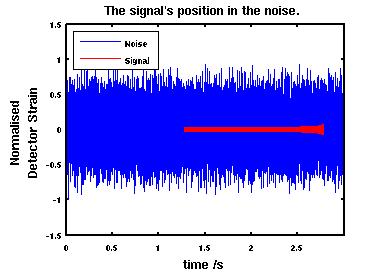 The signal's position in the noise.
1.5
1
0.5
0
-0.5
-1
-1.5
Noise
Signal
Normalised
Detector Strain
0 0.5 1 1.5 2 2.5
time /s